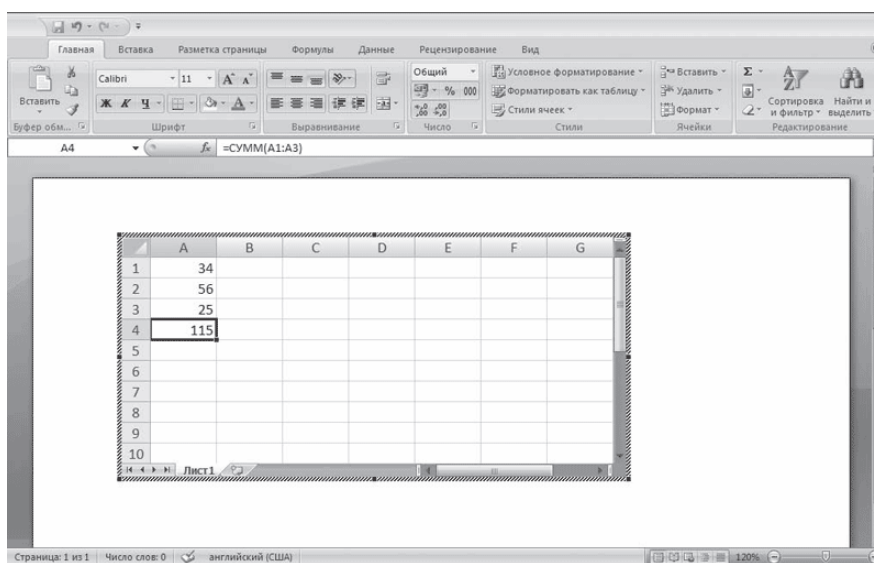 Главная Вставка Разметка страницы Формулы Данные Рецензирование Вид
Вставить
Calibri 11 А А
Ж К Ч А
Общий
% 000
,00 ,00
Условное форматирование
Форматировать как таблицу
Стили ячеек
Вставить
Удалить
Формат
Σ
Сортировка и фильтр
Найти и выделить
Буфер обм... Шрифт Выравнивание Число Стили Ячейки Редактирование
A4 fx =СУММ(A1:A3)
A B C D E F G
1 34
2 56
3 25
4 115
5
6
7
8
9
10
Лист1
Страница: 1 из 1 Число слов: 0 английский (США) 120%